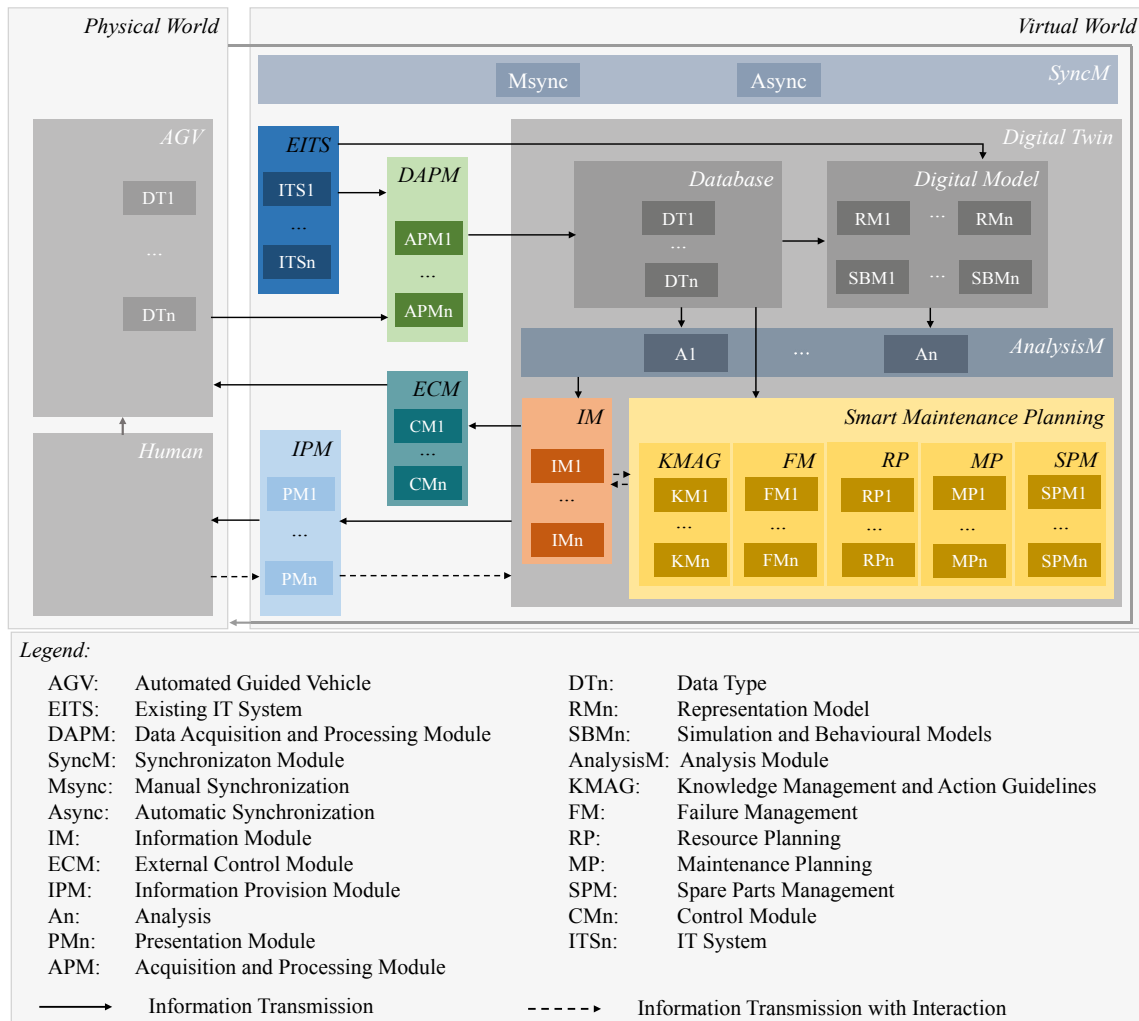 Physical World
Virtual World
SyncM
Msync
Async
AGV
DT1
...
DTn
EITS
ITS1
...
ITSn
DAPM
APM1
...
APMn
Digital Twin
Database
DT1
...
DTn
Digital Model
RM1 ... RMn
SBM1 ... SBMn
AnalysisM
A1 ... An
ECM
CM1
...
CMn
IM
IM1
...
IMn
Human
IPM
PM1
...
PMn
Smart Maintenance Planning
KMAG FM RP MP SPM
KM1 FM1 RP1 MP1 SPM1
... ... ... ... ...
KMn FMn RPn MPn SPMn
Legend:
AGV: Automated Guided Vehicle
EITS: Existing IT System
DAPM: Data Acquisition and Processing Module
SyncM: Synchronizaton Module
Msync: Manual Synchronization
Async: Automatic Synchronization
IM: Information Module
ECM: External Control Module
IPM: Information Provision Module
An: Analysis
PMn: Presentation Module
APM: Acquisition and Processing Module
DTn: Data Type
RMn: Representation Model
SBMn: Simulation and Behavioural Models
AnalysisM: Analysis Module
KMAG: Knowledge Management and Action Guidelines
FM: Failure Management
RP: Resource Planning
MP: Maintenance Planning
SPM: Spare Parts Management
CMn: Control Module
ITSn: IT System
Information Transmission
Information Transmission with Interaction